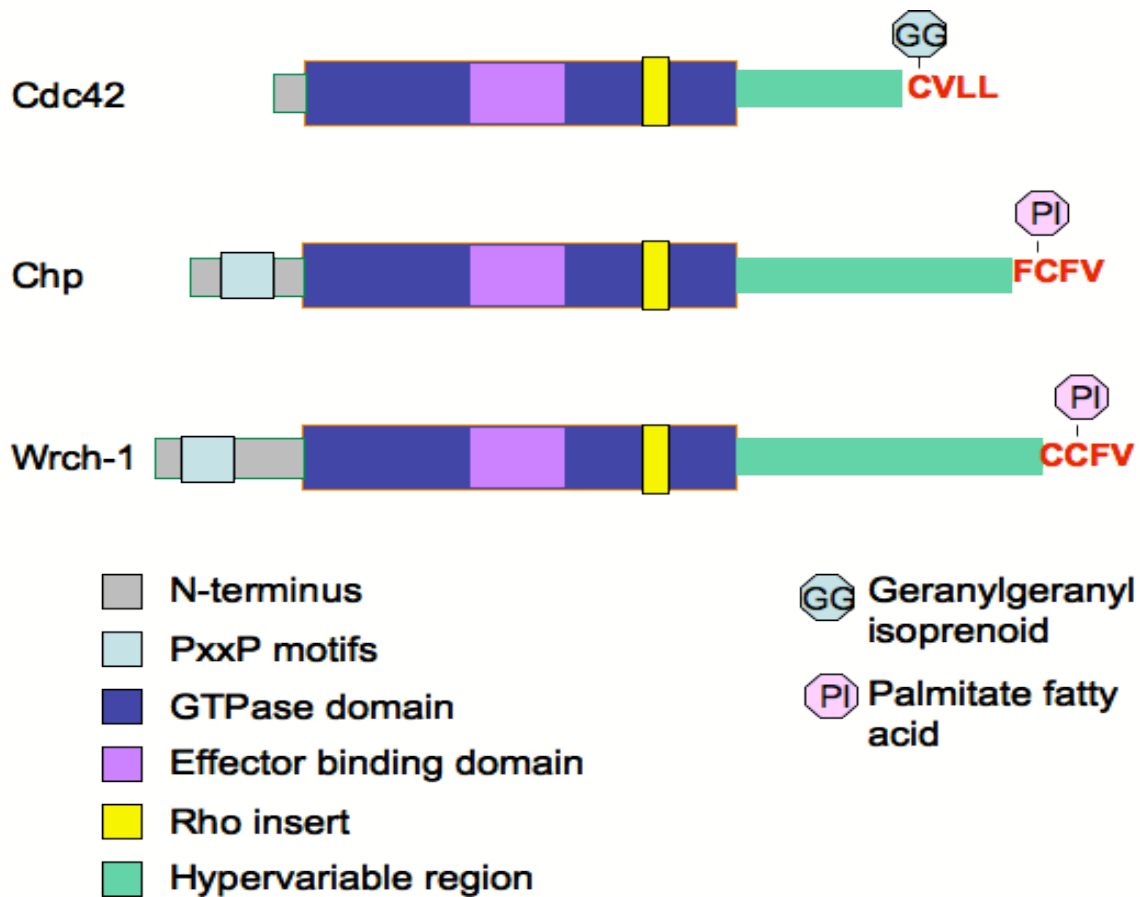 GG
Cdc42
CVLL
PI
Chp
FCFV
PI
Wrch-1
CCFV
N-terminus
PxxP motifs
GTPase domain
Effector binding domain
Rho insert
Hypervariable region
GG Geranylgeranyl
isoprenoid
PI Palmitate fatty
acid